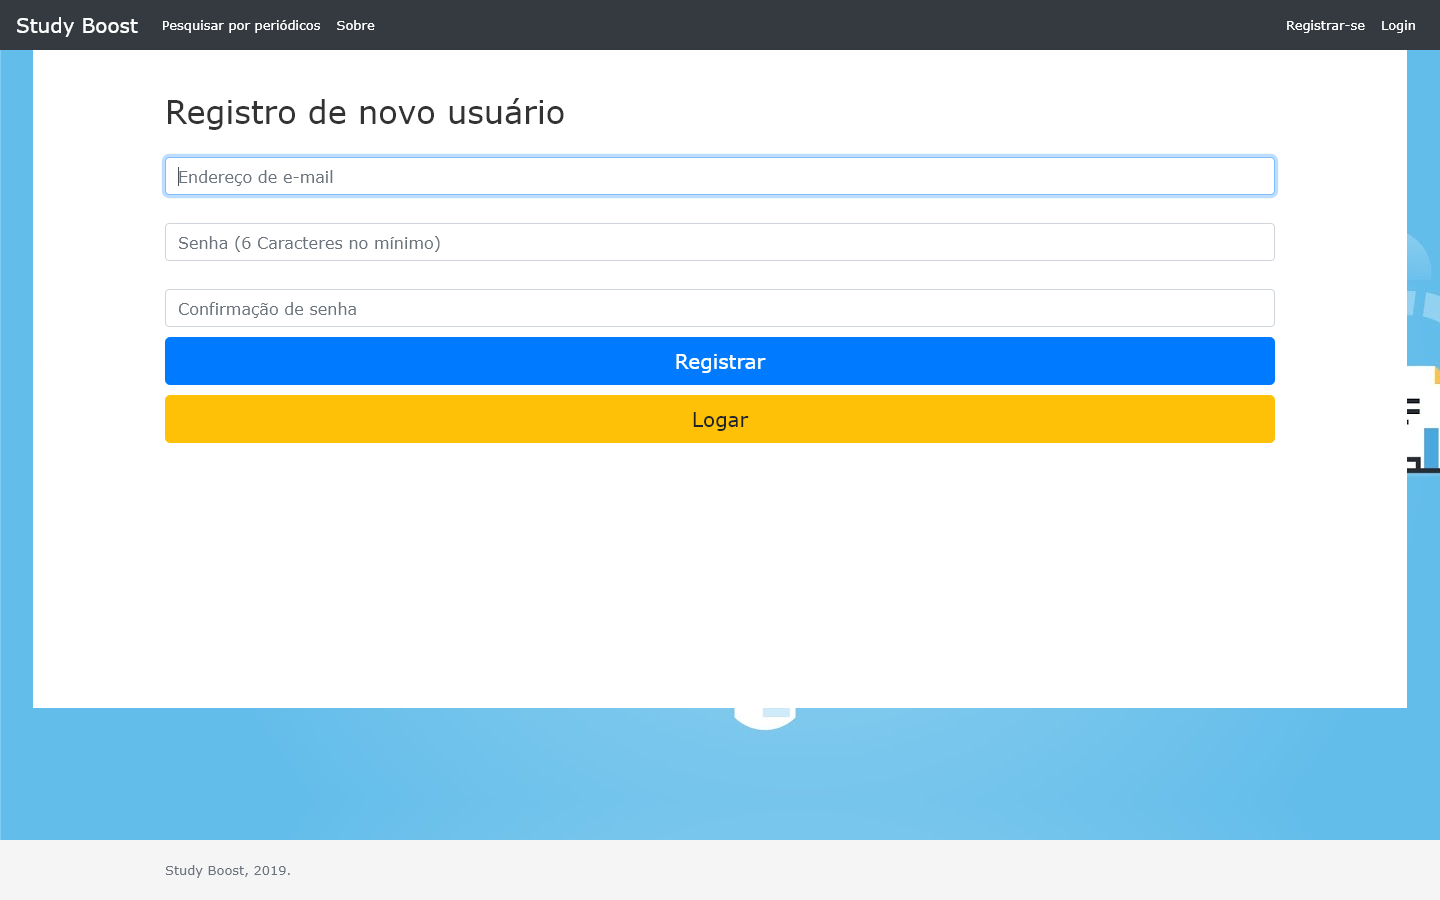 Study Boost Pesquisar por periódicos Sobre Registrar-se Login
Registro de novo usuário
Endereço de e-mail
Senha (6 Caracteres no mínimo)
Confirmação de senha
Registrar
Logar
Study Boost, 2019.